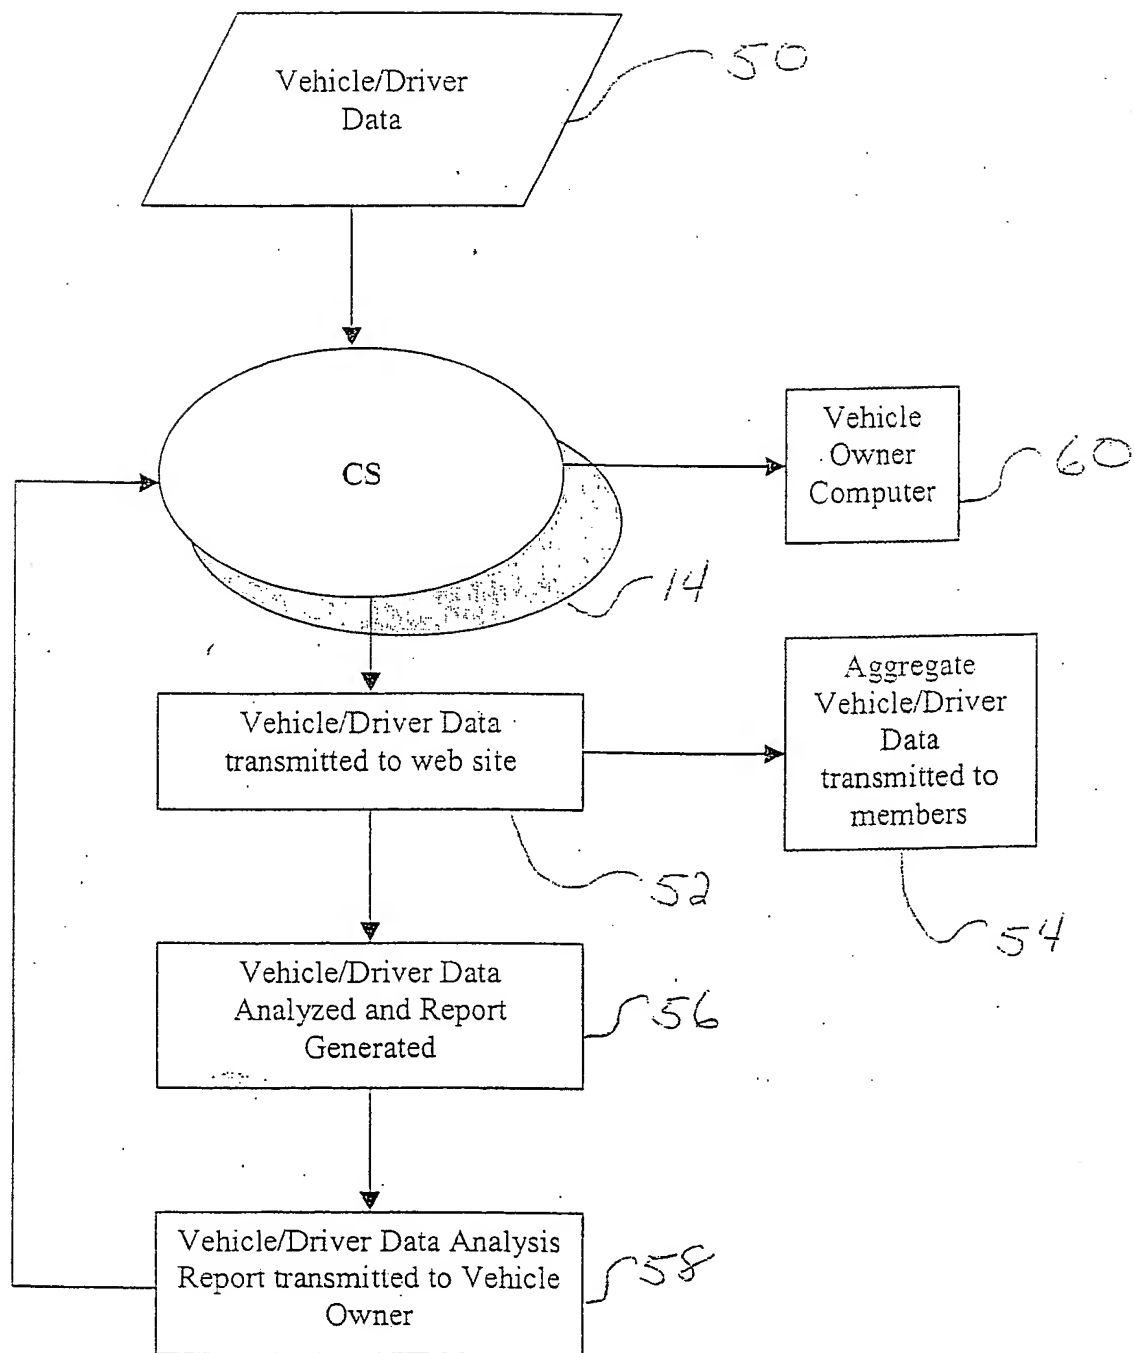 Vehicle/Driver
Data
50
CS
Vehicle
Owner
Computer
60
14
Vehicle/Driver Data
transmitted to web site
52
Aggregate
Vehicle/Driver
Data
transmitted to
members
54
Vehicle/Driver Data
Analyzed and Report
Generated
56
Vehicle/Driver Data Analysis
Report transmitted to Vehicle
Owner
58